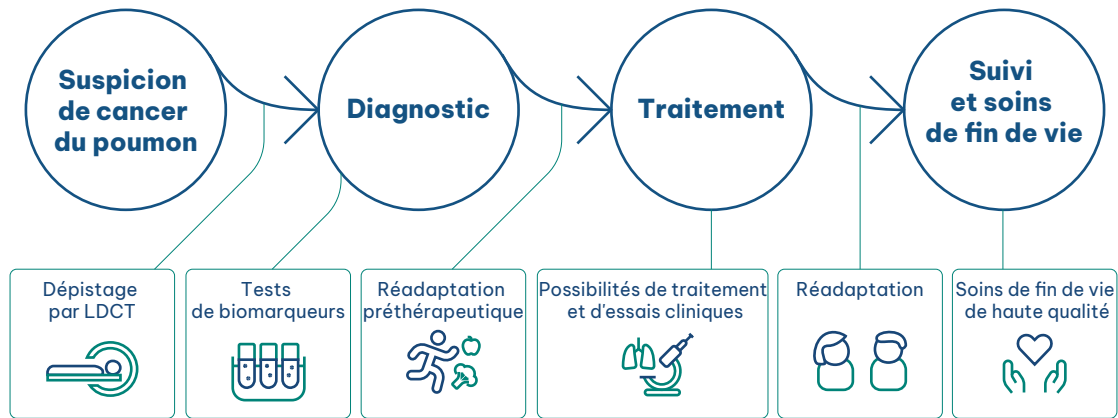 Suspicion
de cancer
du poumon
Diagnostic
Traitement
Suivi
et soins
de fin de vie
Dépistage
par LDCT
Tests
de biomarqueurs
Réadaptation
préthérapeutique
Possibilités de traitement
et d'essais cliniques
Réadaptation
Soins de fin de vie
de haute qualité